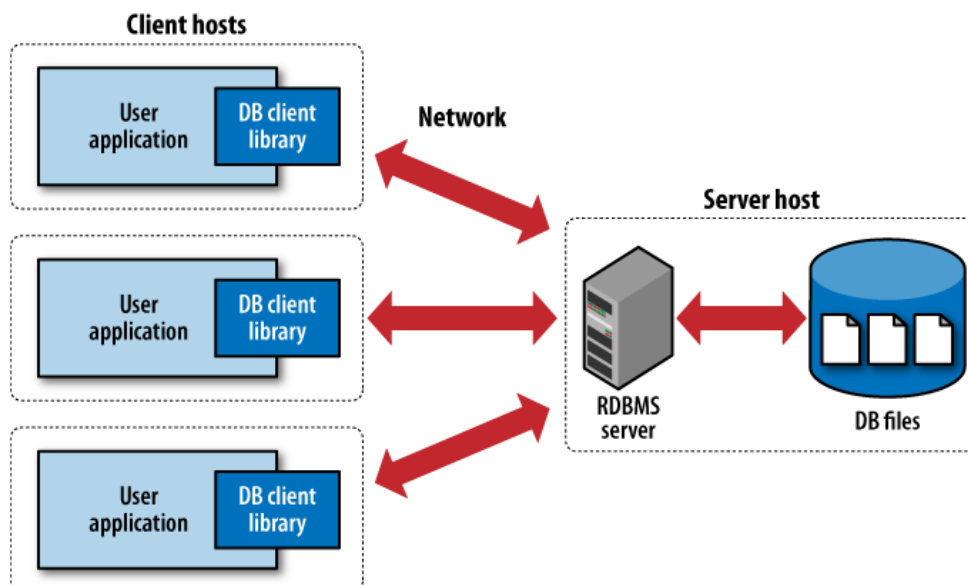 Client hosts
User
application
DB client
library
Network
User
application
DB client
library
User
application
DB client
library
Server host
RDBMS
server
DB files